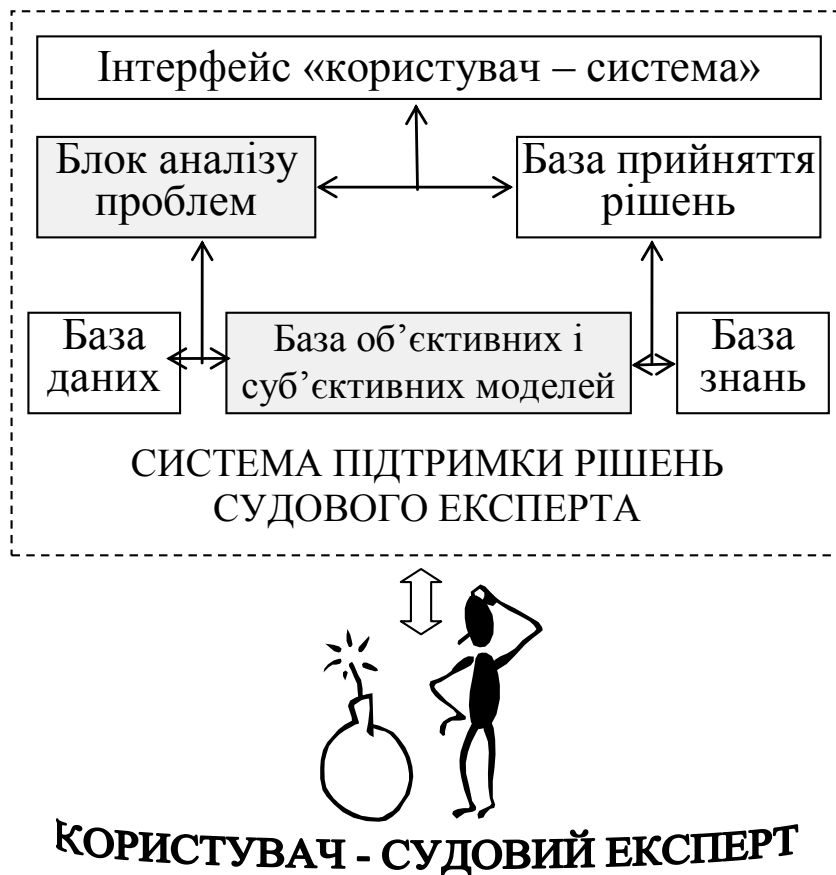 Інтерфейс «користувач – система»
Блок аналізу
проблем
База прийняття
рішень
База
даних
База об’єктивних і
суб’єктивних моделей
База
знань
СИСТЕМА ПІДТРИМКИ РІШЕНЬ
СУДОВОГО ЕКСПЕРТА
КОРИСТУВАЧ - СУДОВИЙ ЕКСПЕРТ